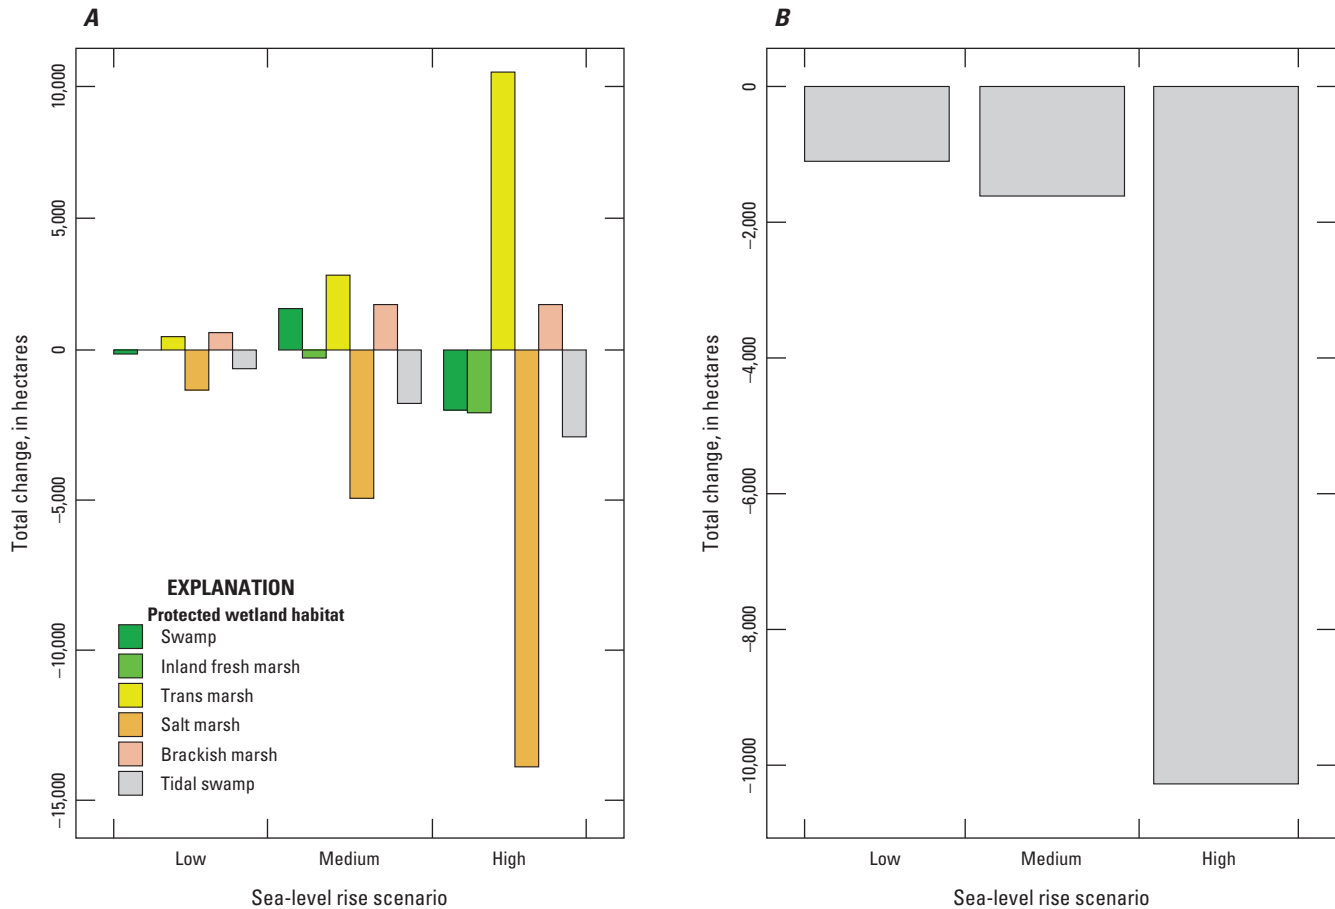 A
10,000
5,000
0
−5,000
−10,000
−15,000
Total change, in hectares
EXPLANATION
Protected wetland habitat
Swamp
Inland fresh marsh
Trans marsh
Salt marsh
Brackish marsh
Tidal swamp
Low
Medium
High
Sea-level rise scenario
B
0
−2,000
−4,000
−6,000
−8,000
−10,000
Total change, in hectares
Low
Medium
High
Sea-level rise scenario